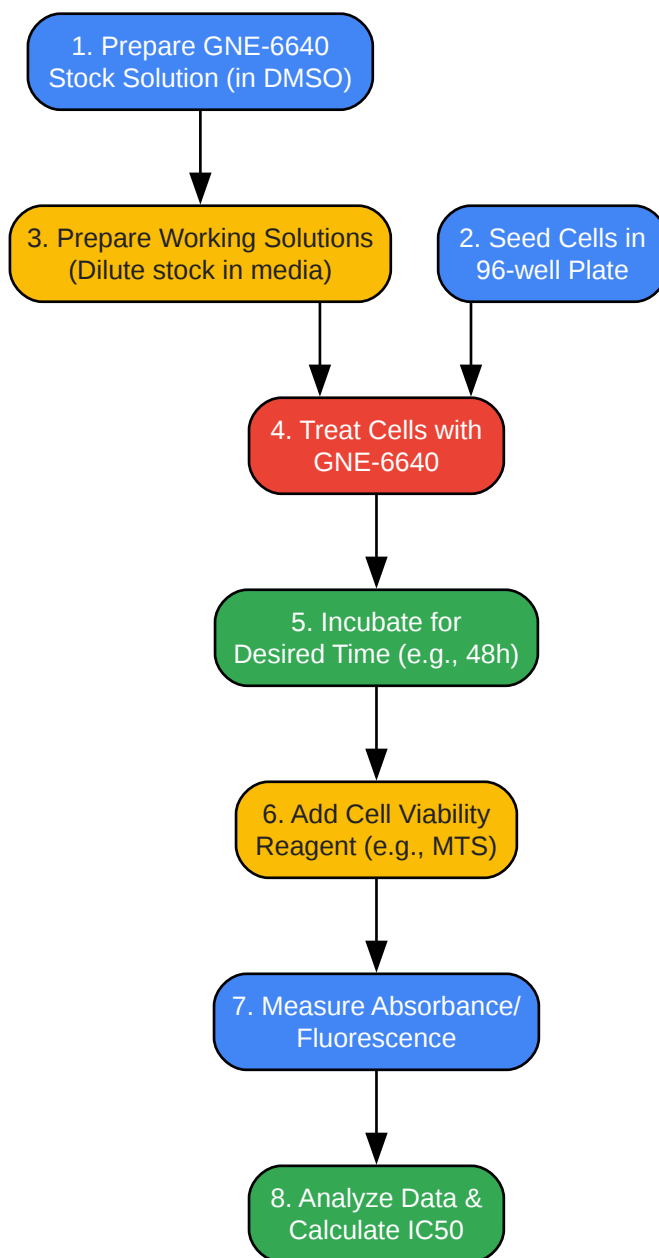 1. Prepare GNE-6640
Stock Solution (in DMSO)
3. Prepare Working Solutions
(Dilute stock in media)
2. Seed Cells in
96-well Plate
4. Treat Cells with
GNE-6640
5. Incubate for
Desired Time (e.g., 48h)
6. Add Cell Viability
Reagent (e.g., MTS)
7. Measure Absorbance/
Fluorescence
8. Analyze Data &
Calculate IC50